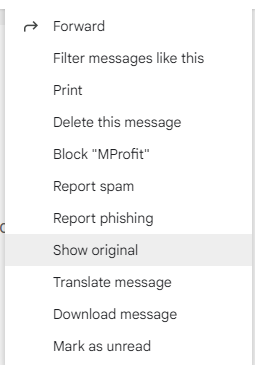 Forward
Filter messages like this
Print
Delete this message
Block "MProfit"
Report spam
Report phishing
Show original
Translate message
Download message
Mark as unread